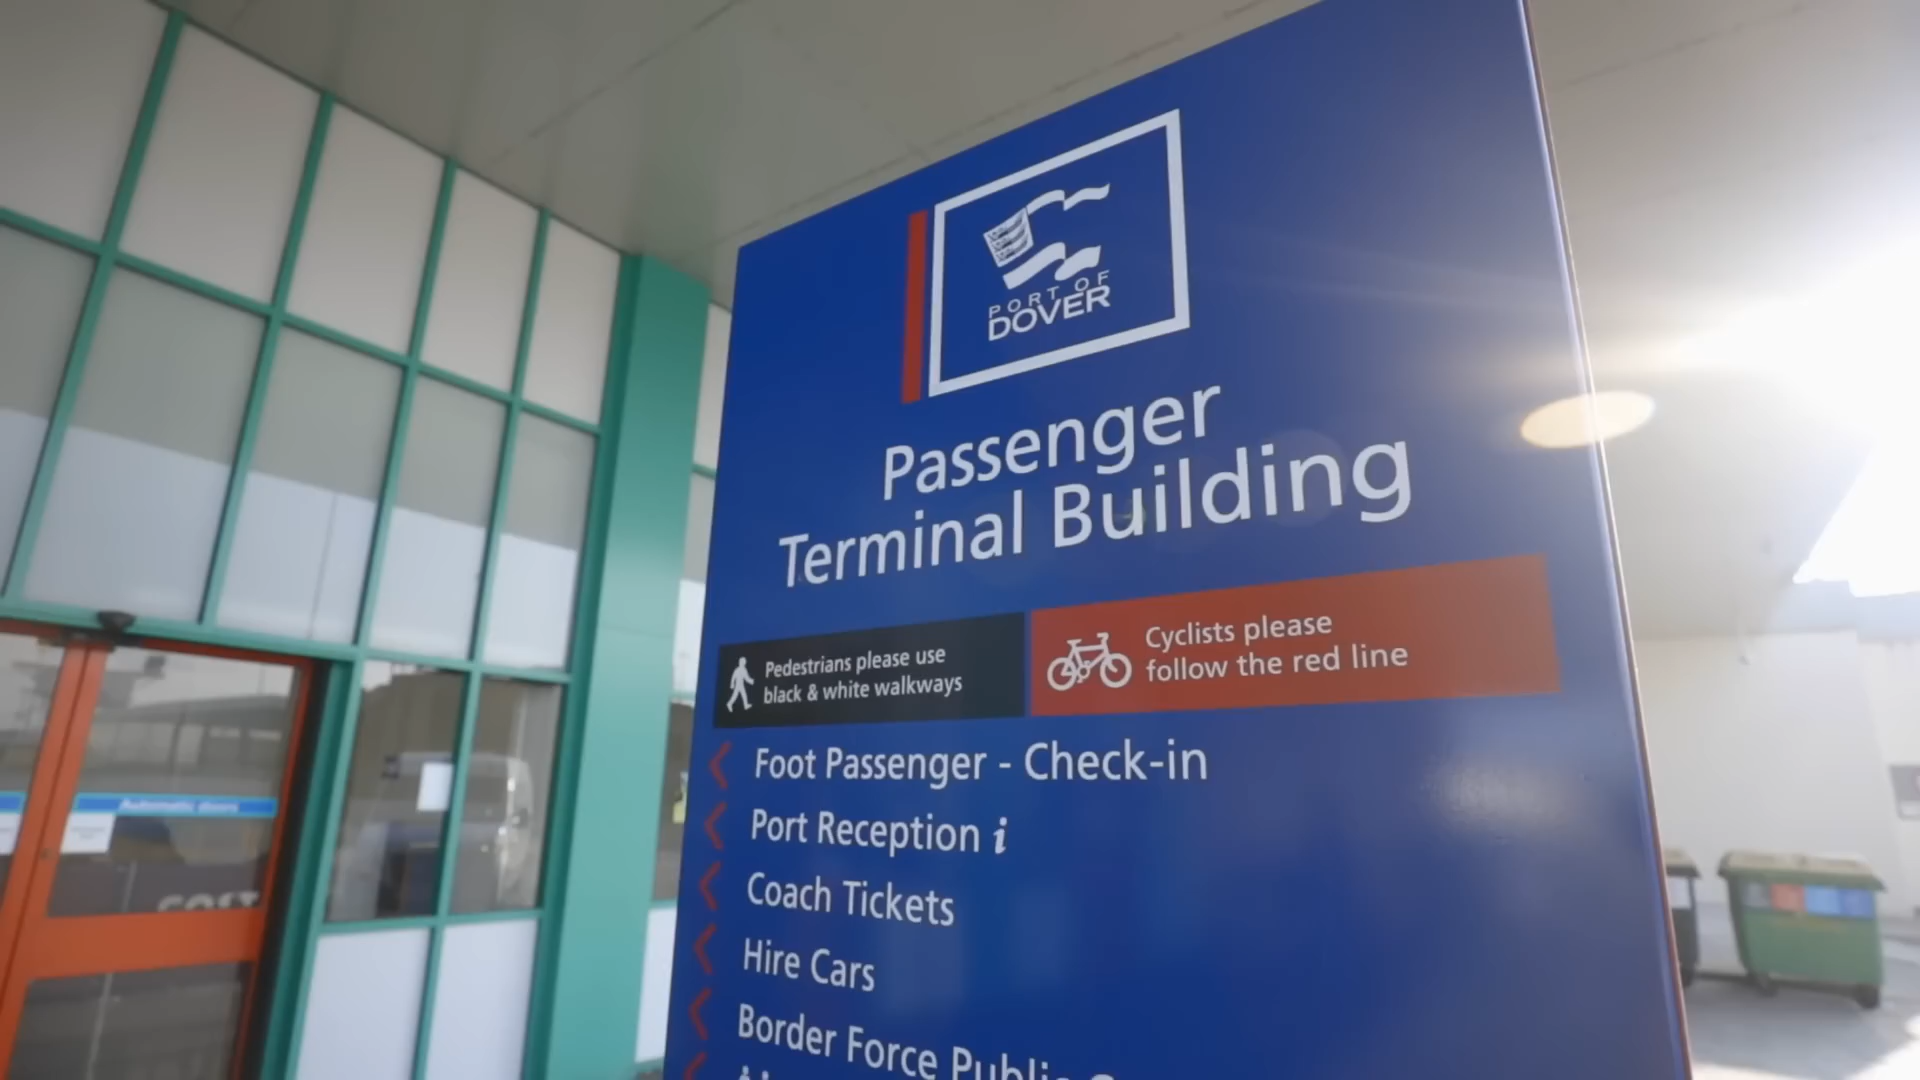 PORT OF
DOVER
Passenger
Terminal Building
Pedestrians please use
black & white walkways
Cyclists please
follow the red line
Foot Passenger - Check-in
Port Reception i
Coach Tickets
Hire Cars
Border Force Public
Automatic doors